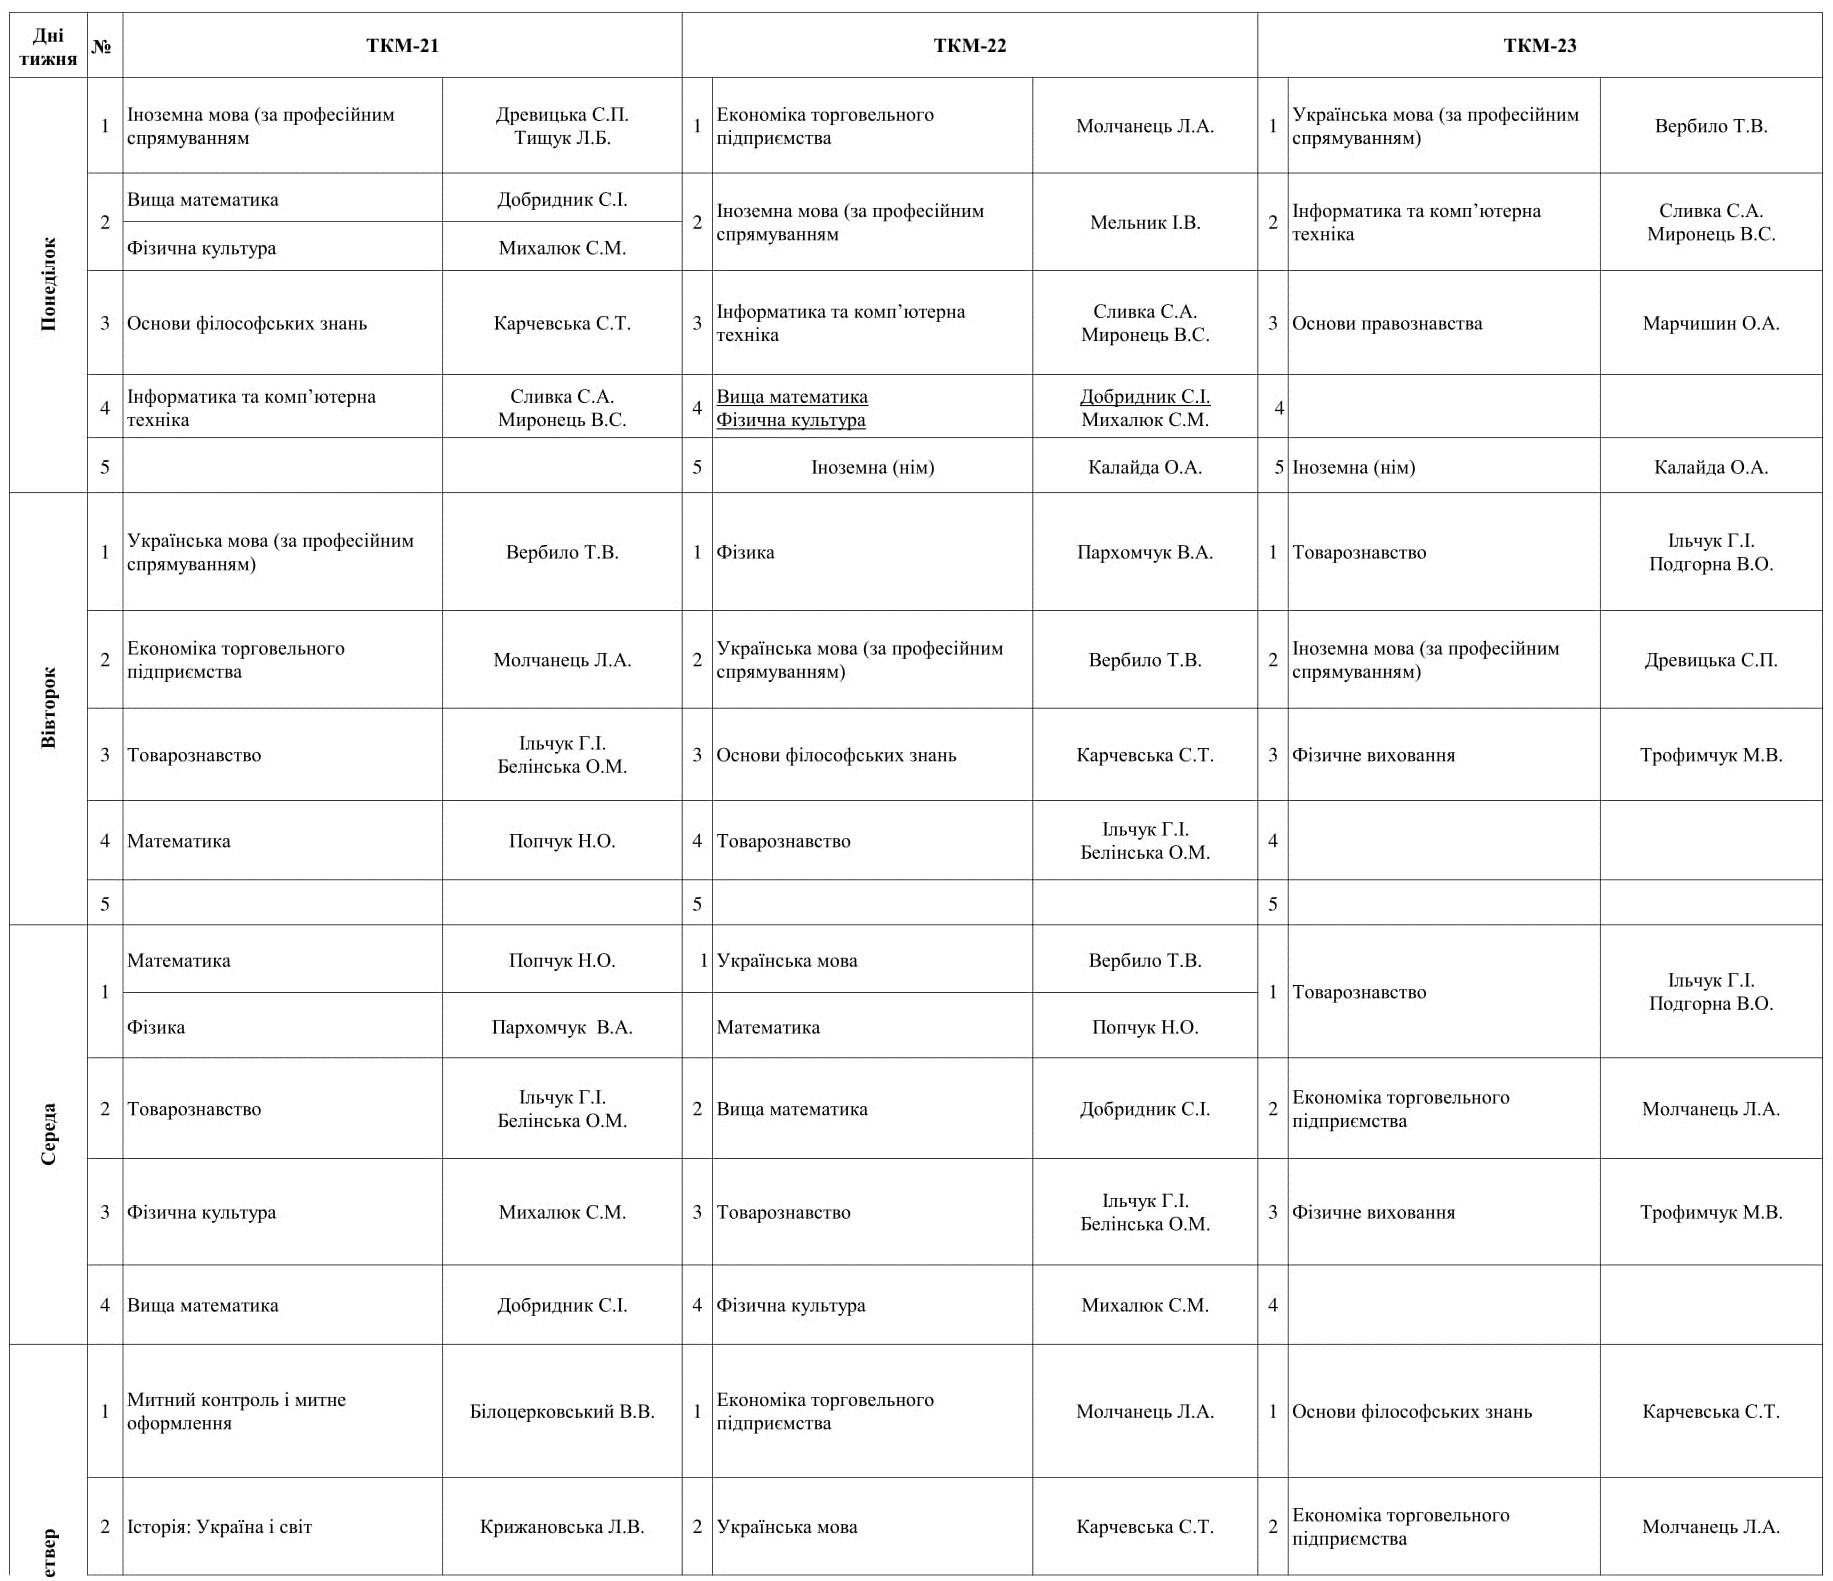 Дні
тижня
№
ТКМ-21
ТКМ-22
ТКМ-23
Понеділок
1
Іноземна мова (за професійним
спрямуванням
Древицька С.П.
Тищук Л.Б.
1
Економіка торговельного
підприємства
Молчанець Л.А.
1
Українська мова (за професійним
спрямуванням)
Вербило Т.В.
2
Вища математика
Добридник С.І.
Фізична культура
Михалюк С.М.
2
Іноземна мова (за професійним
спрямуванням
Мельник І.В.
2
Інформатика та комп’ютерна
техніка
Сливка С.А.
Миронець В.С.
3
Основи філософських знань
Карчевська С.Т.
3
Інформатика та комп’ютерна
техніка
Сливка С.А.
Миронець В.С.
3
Основи правознавства
Марчишин О.А.
4
Інформатика та комп’ютерна
техніка
Сливка С.А.
Миронець В.С.
4
Вища математика
Фізична культура
Добридник С.І.
Михалюк С.М.
4
5
5
Іноземна (нім)
Калайда О.А.
5
Іноземна (нім)
Калайда О.А.
Вівторок
1
Українська мова (за професійним
спрямуванням)
Вербило Т.В.
1
Фізика
Пархомчук В.А.
1
Товарознавство
Ільчук Г.І.
Подгорна В.О.
2
Економіка торговельного
підприємства
Молчанець Л.А.
2
Українська мова (за професійним
спрямуванням)
Вербило Т.В.
2
Іноземна мова (за професійним
спрямуванням)
Древицька С.П.
3
Товарознавство
Ільчук Г.І.
Белінська О.М.
3
Основи філософських знань
Карчевська С.Т.
3
Фізичне виховання
Трофимчук М.В.
4
Математика
Попчук Н.О.
4
Товарознавство
Ільчук Г.І.
Белінська О.М.
4
5
5
5
Середа
1
Математика
Попчук Н.О.
Фізика
Пархомчук  В.А.
1
Українська мова
Вербило Т.В.
Математика
Попчук Н.О.
1
Товарознавство
Ільчук Г.І.
Подгорна В.О.
2
Товарознавство
Ільчук Г.І.
Белінська О.М.
2
Вища математика
Добридник С.І.
2
Економіка торговельного
підприємства
Молчанець Л.А.
3
Фізична культура
Михалюк С.М.
3
Товарознавство
Ільчук Г.І.
Белінська О.М.
3
Фізичне виховання
Трофимчук М.В.
4
Вища математика
Добридник С.І.
4
Фізична культура
Михалюк С.М.
4
етвер
1
Митний контроль і митне
оформлення
Білоцерковський В.В.
1
Економіка торговельного
підприємства
Молчанець Л.А.
1
Основи філософських знань
Карчевська С.Т.
2
Історія: Україна і світ
Крижановська Л.В.
2
Українська мова
Карчевська С.Т.
2
Економіка торговельного
підприємства
Молчанець Л.А.